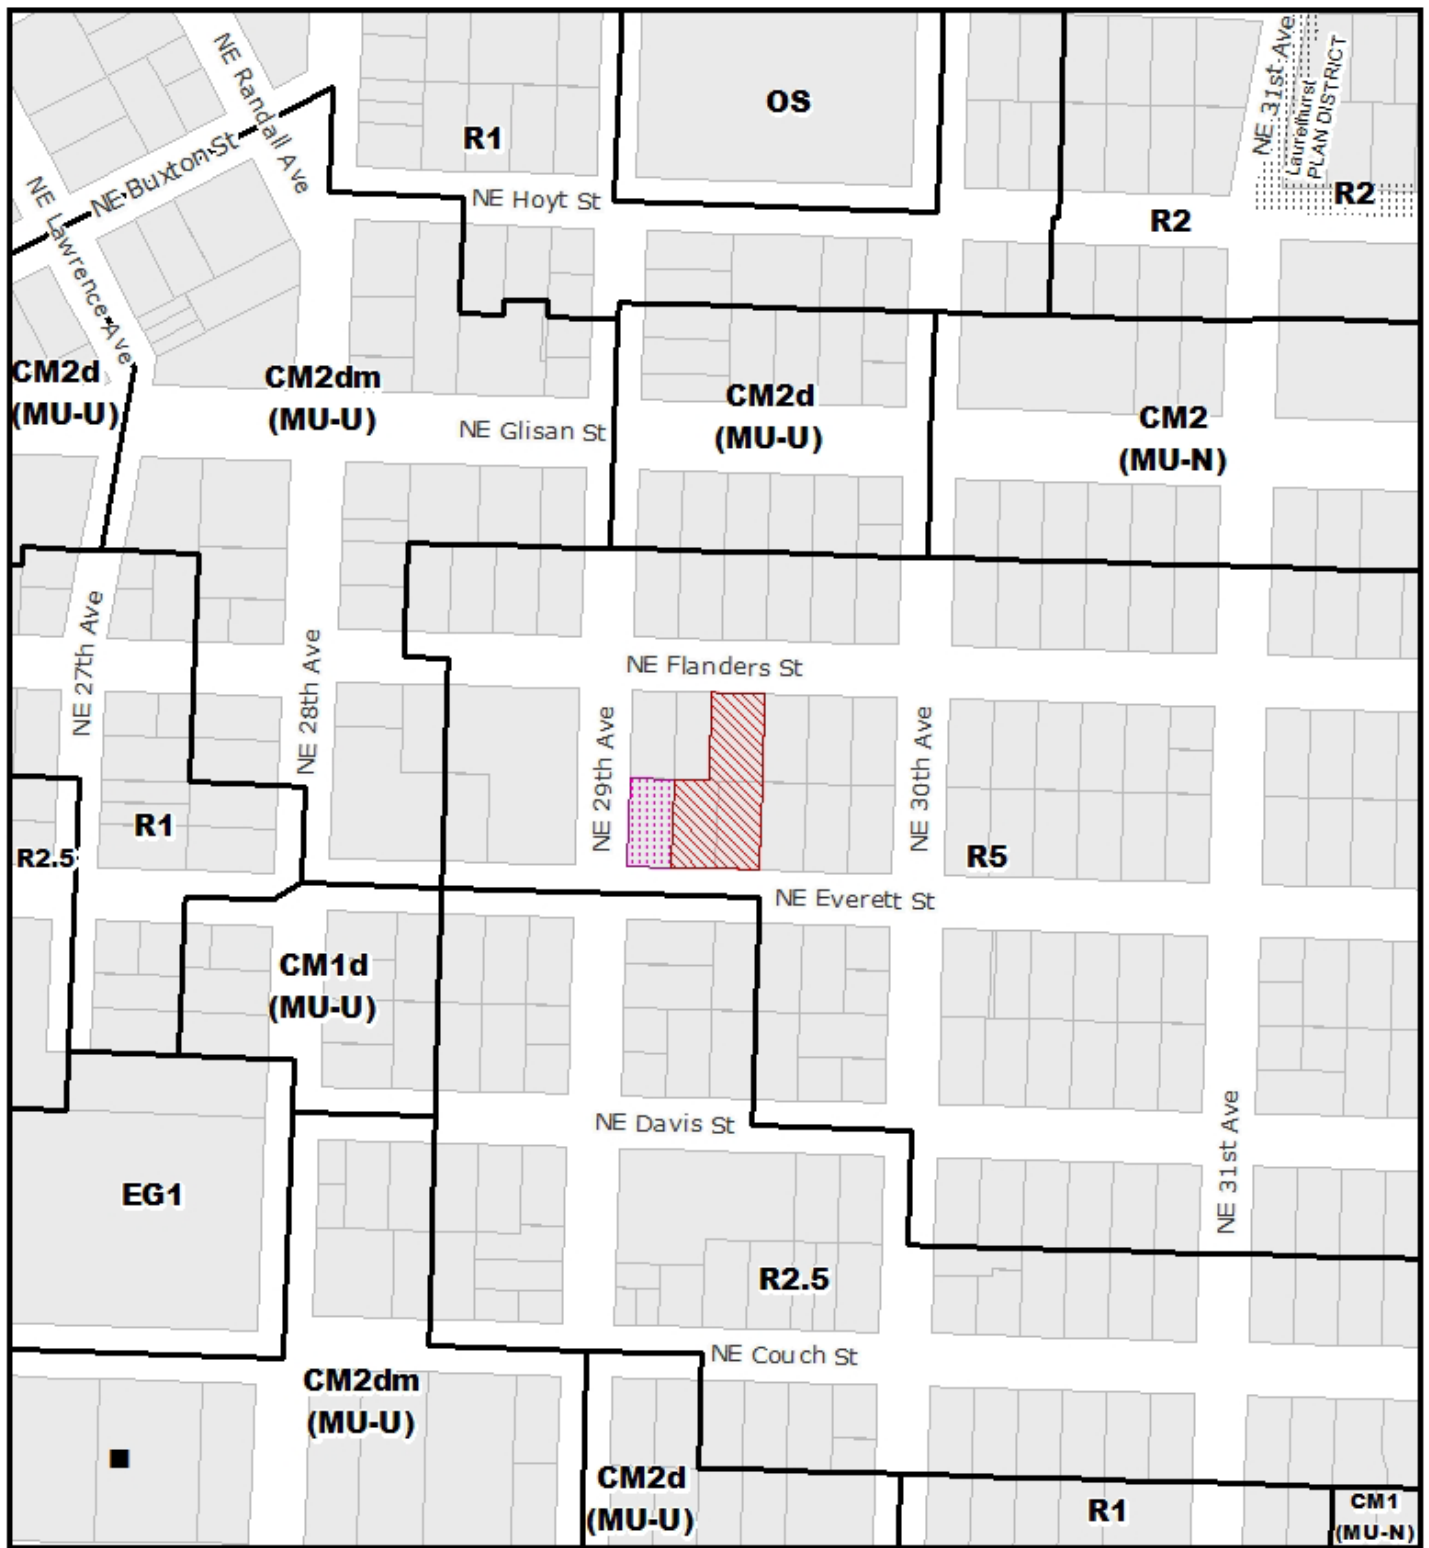 NE Randall Ave
NE 31st Ave
Laurelhurst
PLAN DISTRICT
OS
R1
NE Buxton St
NE Lawrence Ave
NE Hoyt St
R2
R2
CM2d
(MU-U)
CM2dm
(MU-U)
CM2d
(MU-U)
CM2
(MU-N)
NE Glisan St
NE 27th Ave
NE 28th Ave
NE Flanders St
NE 29th Ave
NE 30th Ave
R1
R2.5
R5
NE Everett St
CM1d
(MU-U)
NE Davis St
NE 31st Ave
EG1
R2.5
NE Couch St
CM2dm
(MU-U)
CM2d
(MU-U)
R1
CM1
(MU-N)